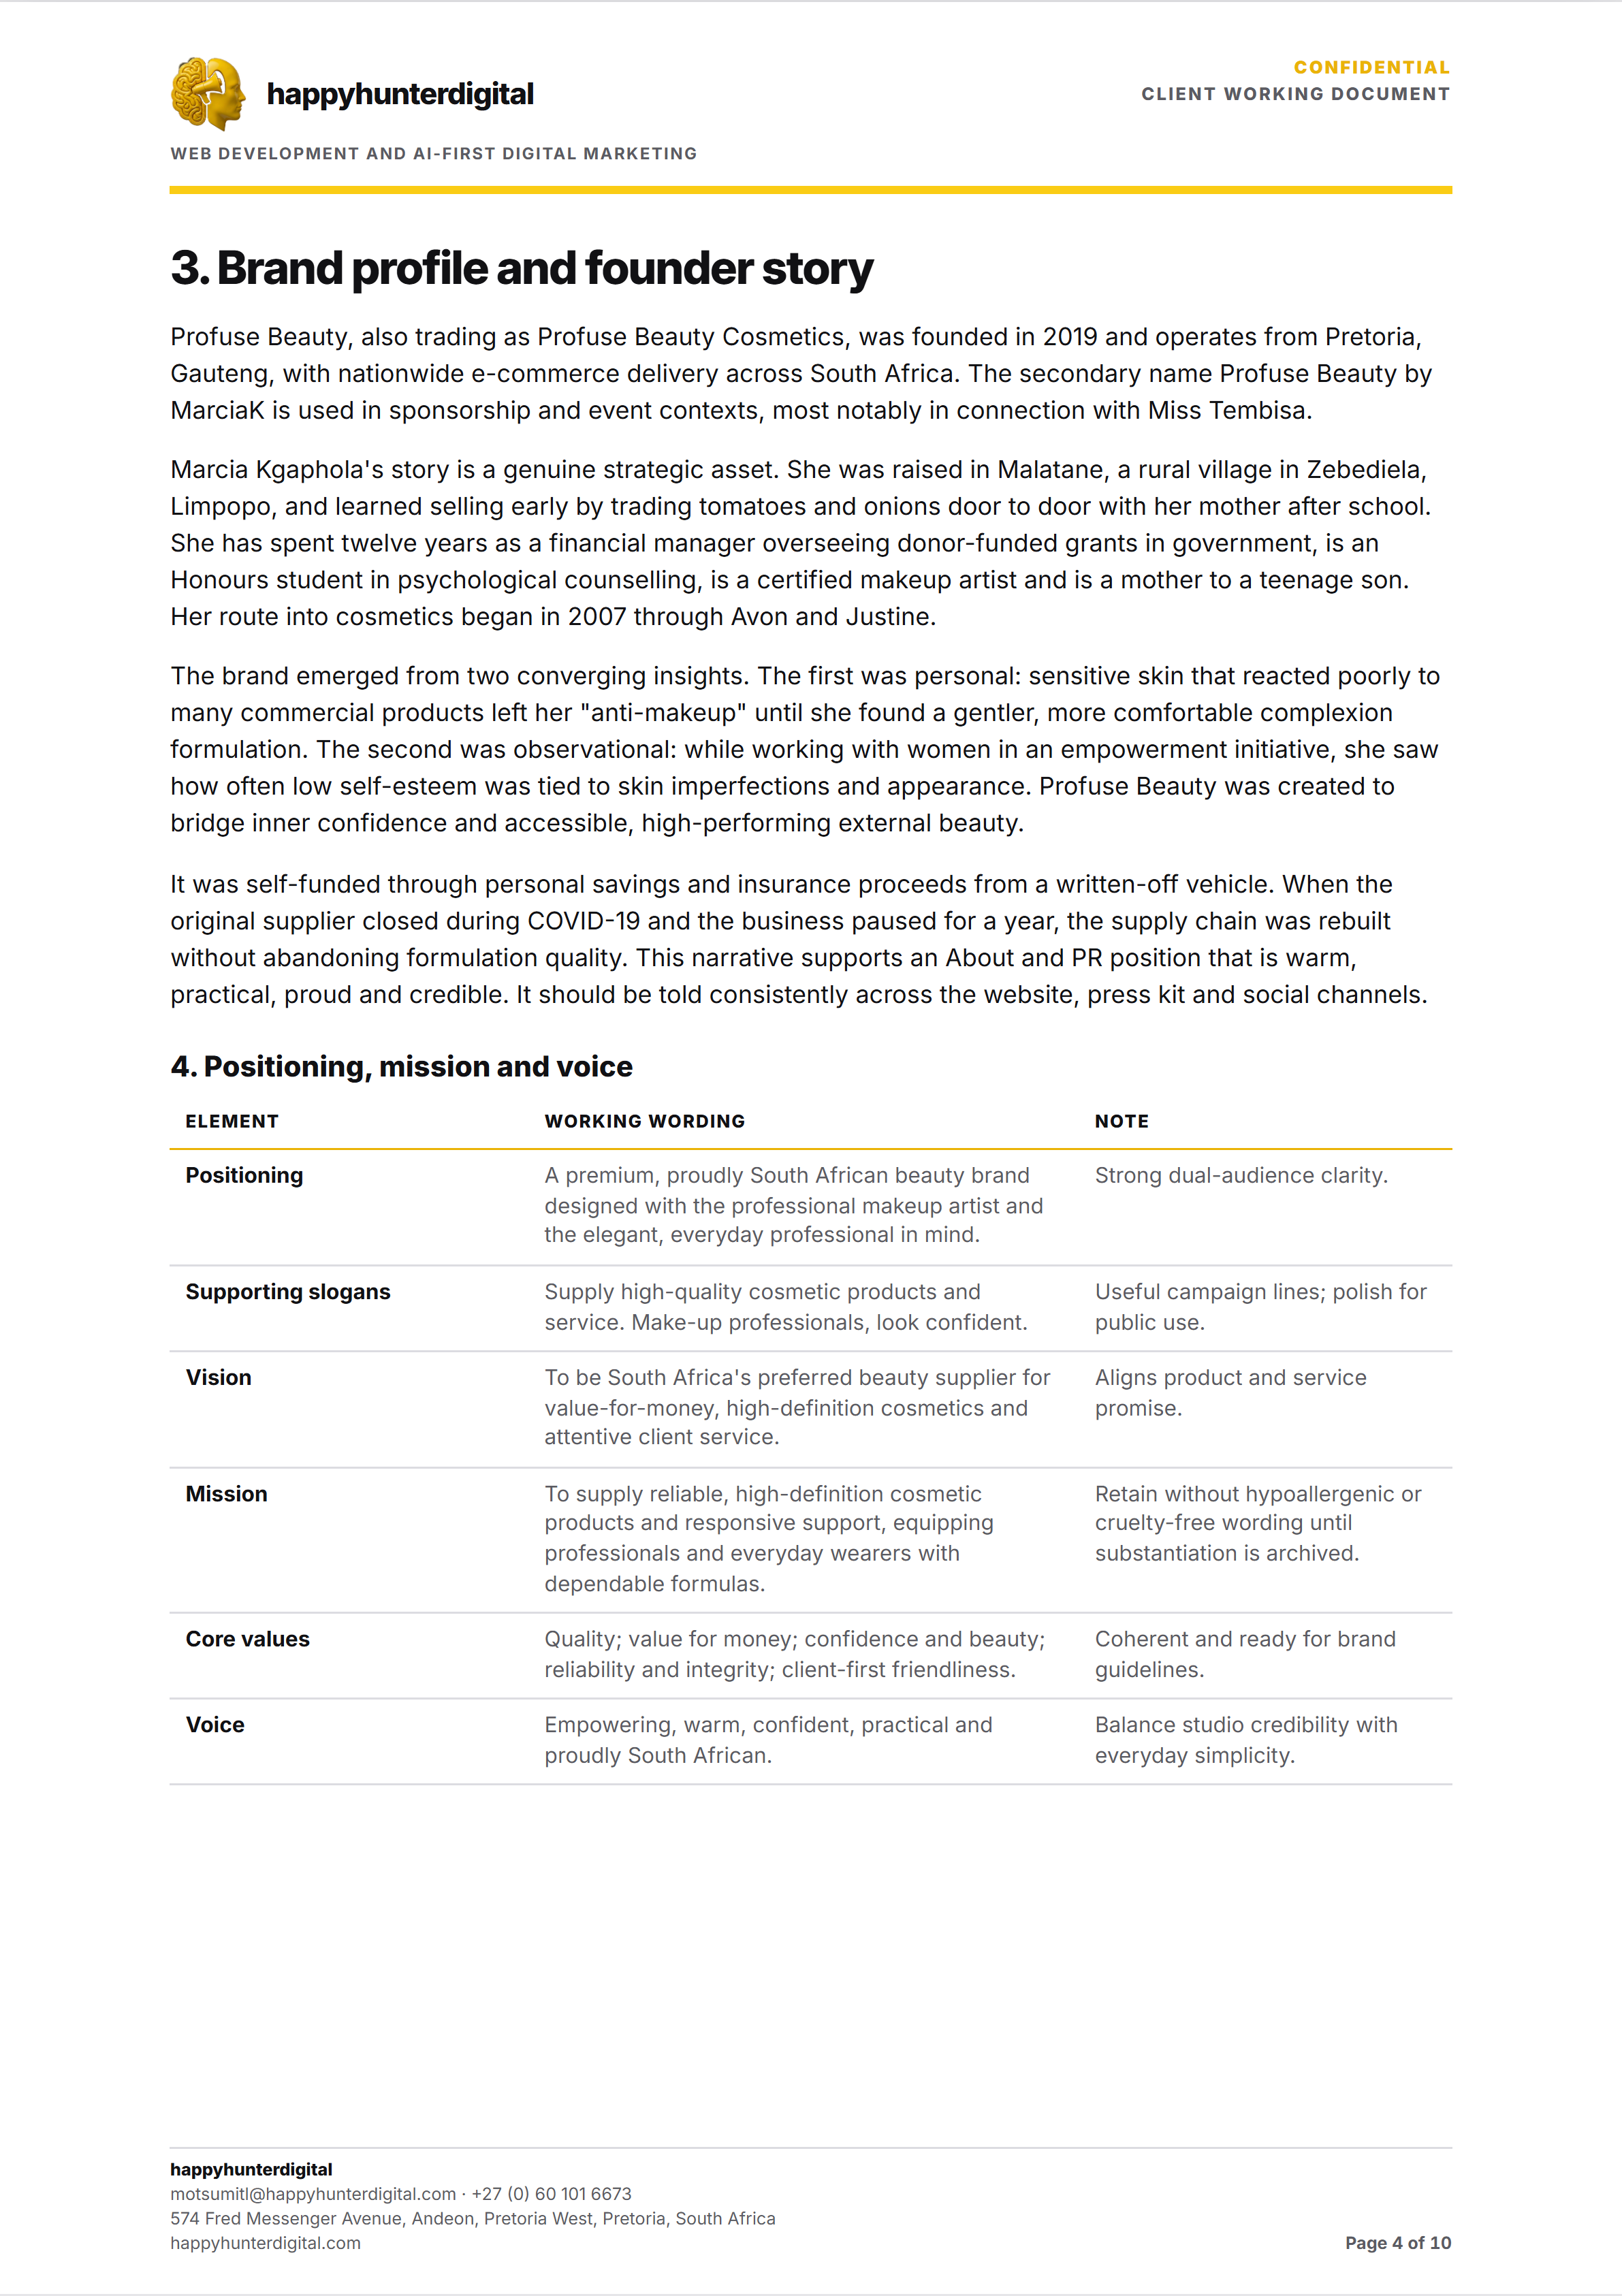 happyhunterdigital
CONFIDENTIAL
CLIENT WORKING DOCUMENT
WEB DEVELOPMENT AND AI-FIRST DIGITAL MARKETING
3. Brand profile and founder story
Profuse Beauty, also trading as Profuse Beauty Cosmetics, was founded in 2019 and operates from Pretoria,
Gauteng, with nationwide e-commerce delivery across South Africa. The secondary name Profuse Beauty by
MarciaK is used in sponsorship and event contexts, most notably in connection with Miss Tembisa.
Marcia Kgaphola's story is a genuine strategic asset. She was raised in Malatane, a rural village in Zebediela,
Limpopo, and learned selling early by trading tomatoes and onions door to door with her mother after school.
She has spent twelve years as a financial manager overseeing donor-funded grants in government, is an
Honours student in psychological counselling, is a certified makeup artist and is a mother to a teenage son.
Her route into cosmetics began in 2007 through Avon and Justine.
The brand emerged from two converging insights. The first was personal: sensitive skin that reacted poorly to
many commercial products left her "anti-makeup" until she found a gentler, more comfortable complexion
formulation. The second was observational: while working with women in an empowerment initiative, she saw
how often low self-esteem was tied to skin imperfections and appearance. Profuse Beauty was created to
bridge inner confidence and accessible, high-performing external beauty.
It was self-funded through personal savings and insurance proceeds from a written-off vehicle. When the
original supplier closed during COVID-19 and the business paused for a year, the supply chain was rebuilt
without abandoning formulation quality. This narrative supports an About and PR position that is warm,
practical, proud and credible. It should be told consistently across the website, press kit and social channels.
4. Positioning, mission and voice
ELEMENT
WORKING WORDING
NOTE
Positioning
A premium, proudly South African beauty brand
designed with the professional makeup artist and
the elegant, everyday professional in mind.
Strong dual-audience clarity.
Supporting slogans
Supply high-quality cosmetic products and
service. Make-up professionals, look confident.
Useful campaign lines; polish for
public use.
Vision
To be South Africa's preferred beauty supplier for
value-for-money, high-definition cosmetics and
attentive client service.
Aligns product and service
promise.
Mission
To supply reliable, high-definition cosmetic
products and responsive support, equipping
professionals and everyday wearers with
dependable formulas.
Retain without hypoallergenic or
cruelty-free wording until
substantiation is archived.
Core values
Quality; value for money; confidence and beauty;
reliability and integrity; client-first friendliness.
Coherent and ready for brand
guidelines.
Voice
Empowering, warm, confident, practical and
proudly South African.
Balance studio credibility with
everyday simplicity.
happyhunterdigital
motsumitl@happyhunterdigital.com · +27 (0) 60 101 6673
574 Fred Messenger Avenue, Andeon, Pretoria West, Pretoria, South Africa
happyhunterdigital.com
Page 4 of 10